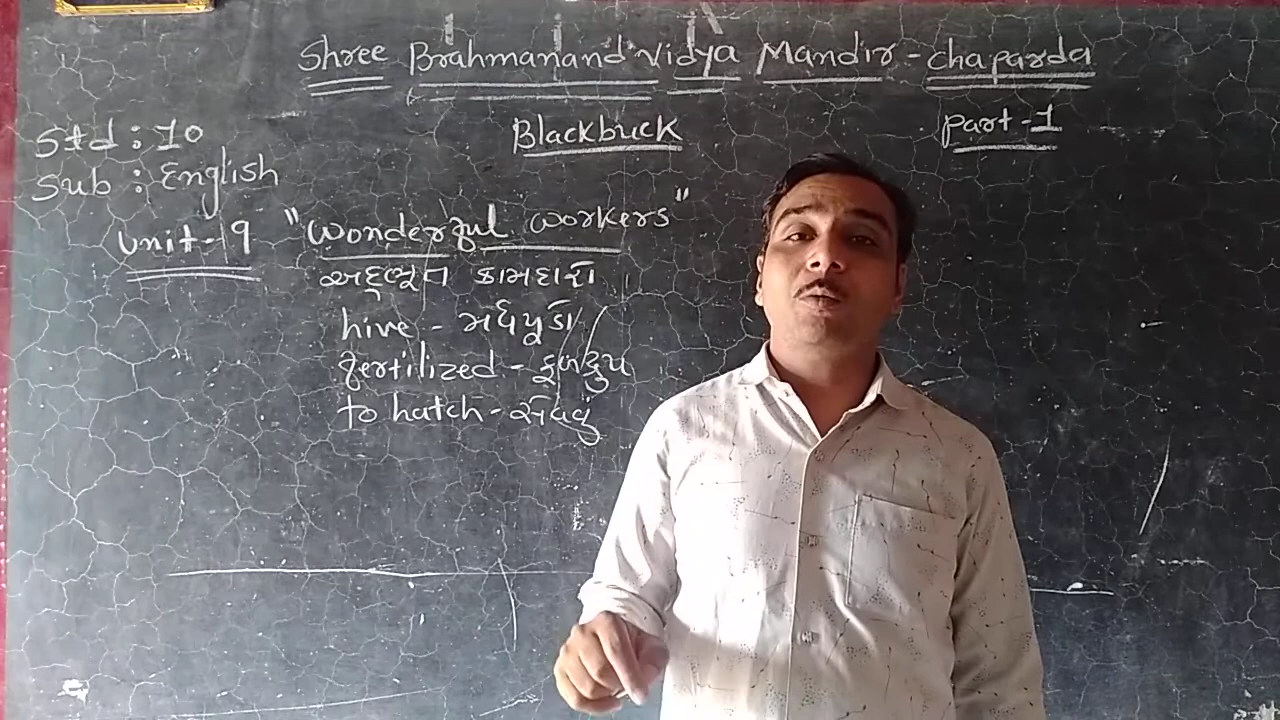 Shree Brahmanand Vidya Mandir - chaparda
Blackbuck
Part - 1
Std : 10
Sub : English
Unit - 9 "Wonderful workers"
અદ્ભૂત કામદારો
hive - મધપૂડા
fertilized - ફળદ્રુપ
to hatch - સેવવું